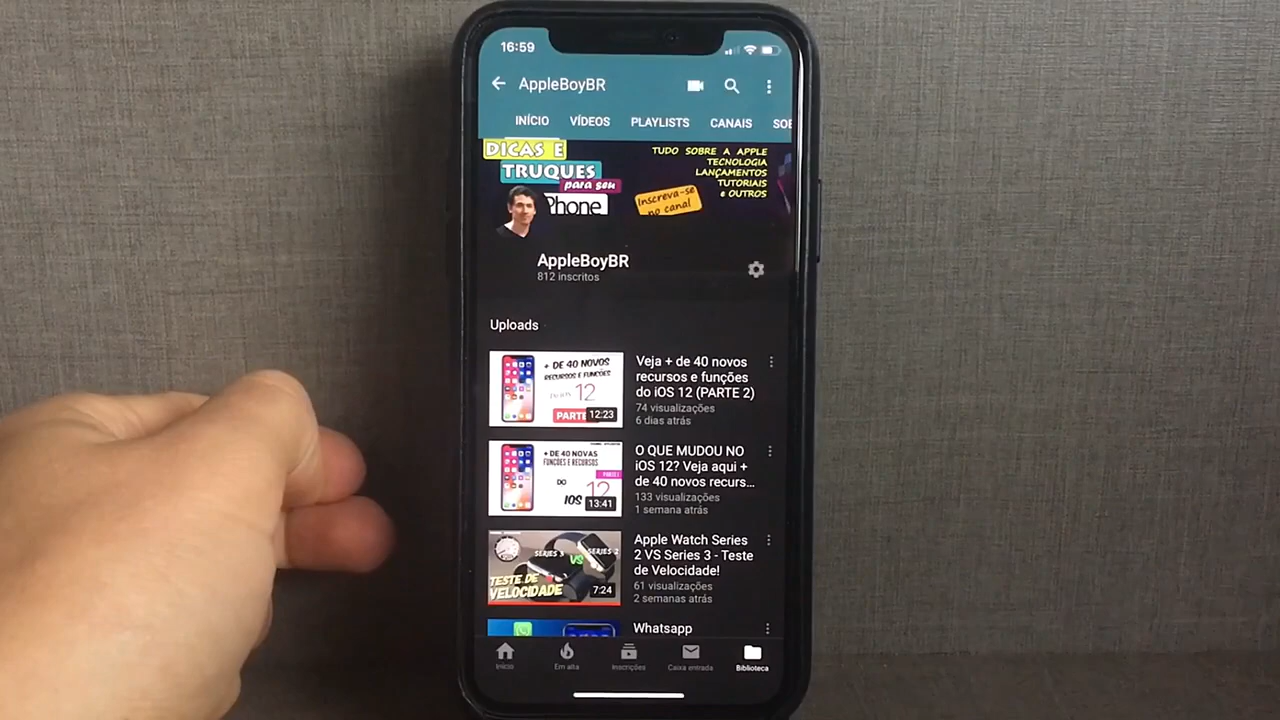 16:59
AppleBoyBR
INÍCIO VÍDEOS PLAYLISTS CANAIS SOB
DICAS E
TRUQUES
para seu
iPhone
TUDO SOBRE A APPLE
TECNOLOGIA
LANÇAMENTOS
TUTORIAIS
e OUTROS
Inscreva-se
no canal
AppleBoyBR
812 inscritos
Uploads
+ DE 40 NOVOS
RECURSOS E FUNÇÕES
12
PARTE
12:23
Veja + de 40 novos
recursos e funções
do iOS 12 (PARTE 2)
74 visualizações
6 dias atrás
+ DE 40 NOVAS
FUNÇÕES E RECURSOS
DO
IOS 12
13:41
O QUE MUDOU NO
iOS 12? Veja aqui +
de 40 novos recurs...
133 visualizações
1 semana atrás
SERIES 3 VS SERIES 2
TESTE DE
VELOCIDADE
7:24
Apple Watch Series
2 VS Series 3 - Teste
de Velocidade!
61 visualizações
2 semanas atrás
Whatsapp
Início Em alta Inscrições Caixa entrada Biblioteca